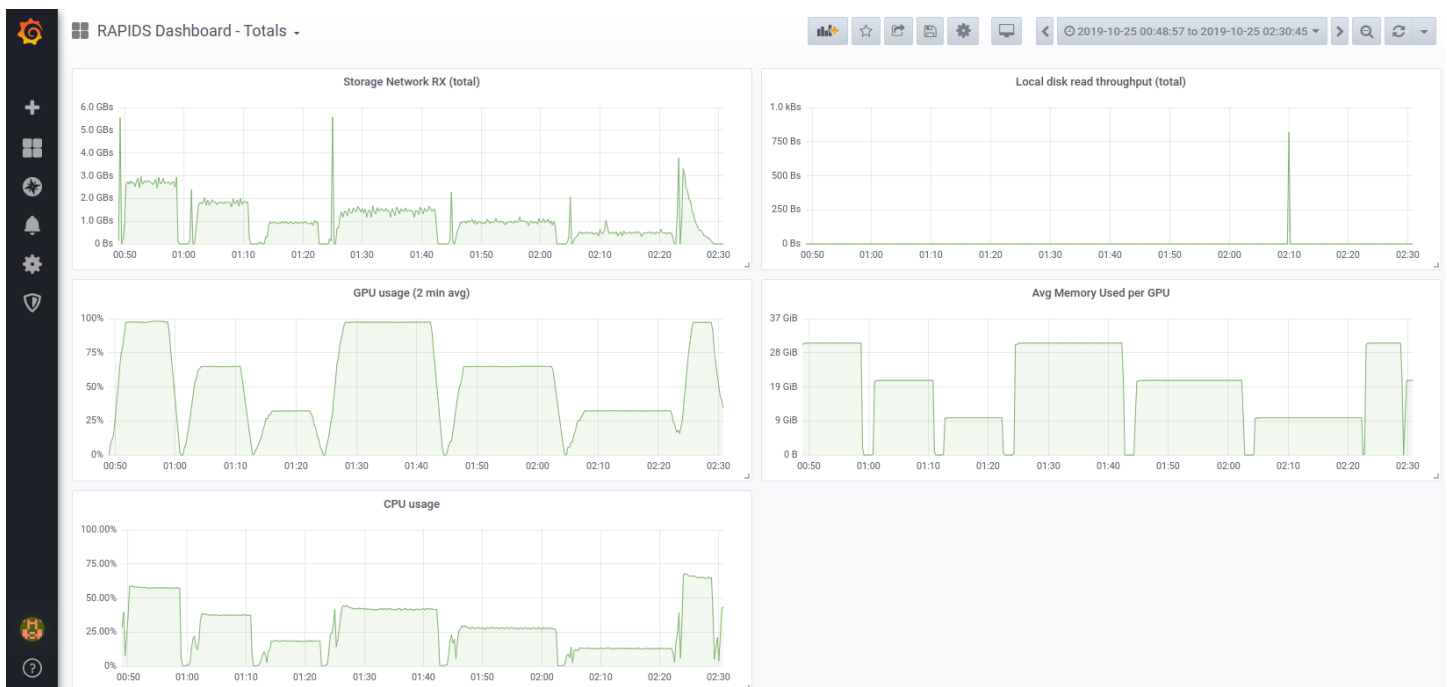 RAPIDS Dashboard - Totals
2019-10-25 00:48:57 to 2019-10-25 02:30:45
Storage Network RX (total)
6.0 GBs
5.0 GBs
4.0 GBs
3.0 GBs
2.0 GBs
1.0 GBs
0 Bs
00:50 01:00 01:10 01:20 01:30 01:40 01:50 02:00 02:10 02:20 02:30
Local disk read throughput (total)
1.0 kBs
750 Bs
500 Bs
250 Bs
0 Bs
00:50 01:00 01:10 01:20 01:30 01:40 01:50 02:00 02:10 02:20 02:30
GPU usage (2 min avg)
100%
75%
50%
25%
0%
00:50 01:00 01:10 01:20 01:30 01:40 01:50 02:00 02:10 02:20 02:30
Avg Memory Used per GPU
37 GiB
28 GiB
19 GiB
9 GiB
0 B
00:50 01:00 01:10 01:20 01:30 01:40 01:50 02:00 02:10 02:20 02:30
CPU usage
100.00%
75.00%
50.00%
25.00%
0%
00:50 01:00 01:10 01:20 01:30 01:40 01:50 02:00 02:10 02:20 02:30